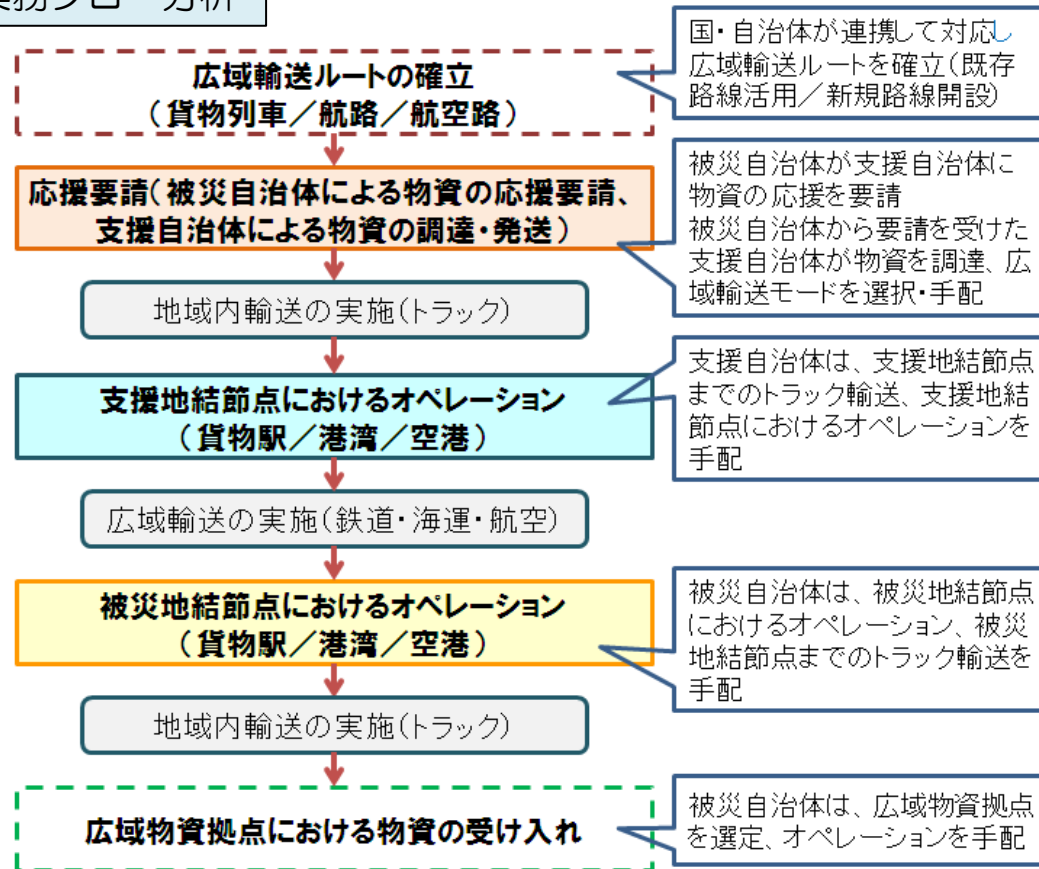 業務フロー分析
広域輸送ルートの確立
（貨物列車／航路／航空路）
国・自治体が連携して対応し
広域輸送ルートを確立（既存
路線活用／新規路線開設）
応援要請（被災自治体による物資の応援要請、
支援自治体による物資の調達・発送）
被災自治体が支援自治体に
物資の応援を要請
被災自治体から要請を受けた
支援自治体が物資を調達、広
域輸送モードを選択・手配
地域内輸送の実施（トラック）
支援地結節点におけるオペレーション
（貨物駅／港湾／空港）
支援自治体は、支援地結節点
までのトラック輸送、支援地結
節点におけるオペレーションを
手配
広域輸送の実施（鉄道・海運・航空）
被災地結節点におけるオペレーション
（貨物駅／港湾／空港）
被災自治体は、被災地結節点
におけるオペレーション、被災
地結節点までのトラック輸送を
手配
地域内輸送の実施（トラック）
広域物資拠点における物資の受け入れ
被災自治体は、広域物資拠点
を選定、オペレーションを手配